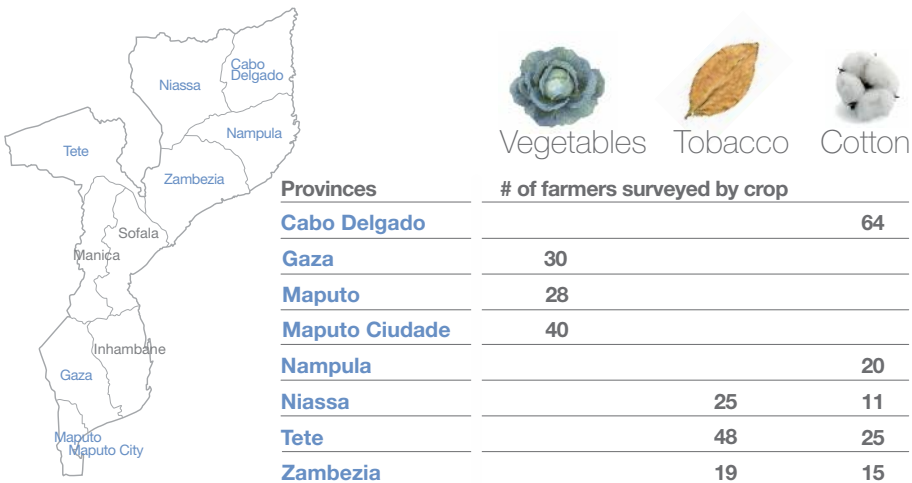 Cabo
Delgado
Niassa
Nampula
Tete
Zambezia
Sofala
Manica
Inhambane
Gaza
Maputo
Maputo City
Vegetables Tobacco Cotton
Provinces # of farmers surveyed by crop
Cabo Delgado 64
Gaza 30
Maputo 28
Maputo Ciudade 40
Nampula 20
Niassa 25 11
Tete 48 25
Zambezia 19 15